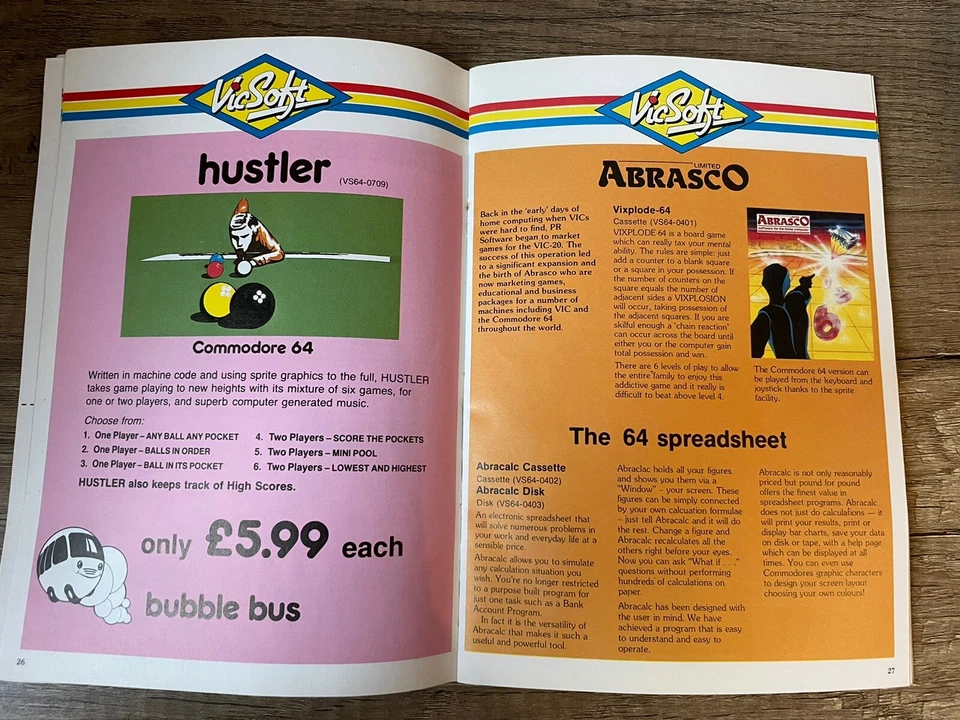 VicSoft
hustler
(VS64-0709)
Commodore 64
Written in machine code and using sprite graphics to the full, HUSTLER
takes game playing to new heights with its mixture of six games, for
one or two players, and superb computer generated music.
Choose from:
1. One Player – ANY BALL ANY POCKET
2. One Player – BALLS IN ORDER
3. One Player – BALL IN ITS POCKET
4. Two Players – SCORE THE POCKETS
5. Two Players – MINI POOL
6. Two Players – LOWEST AND HIGHEST
HUSTLER also keeps track of High Scores.
only £5.99 each
bubble bus
26
VicSoft
ABRASCO
LIMITED
Back in the 'early' days of
home computing when VICs
were hard to find, PR
Software began to market
games for the VIC-20. The
success of this operation led
to a significant expansion and
the birth of Abrasco who are
now marketing games,
educational and business
packages for a number of
machines including VIC and
the Commodore 64
throughout the world.
Vixplode-64
Cassette (VS64-0401)
VIXPLODE 64 is a board game
which can really tax your mental
ability. The rules are simple: just
add a counter to a blank square
or a square in your possession. If
the number of counters on the
square equals the number of
adjacent sides a VIXPLOSION
will occur, taking possession of
the adjacent squares. If you are
skilful enough a 'chain reaction'
can occur across the board until
either you or the computer gain
total possession and win.
There are 6 levels of play to allow
the entire family to enjoy this
addictive game and it really is
difficult to beat above level 4.
ABRASCO
software for the home computer
The Commodore 64 version can
be played from the keyboard and
joystick thanks to the sprite
facility.
The 64 spreadsheet
Abracalc Cassette
Cassette (VS64-0402)
Abracalc Disk
Disk (VS64-0403)
An electronic spreadsheet that
will solve numerous problems in
your work and everyday life at a
sensible price.
Abracalc allows you to simulate
any calculation situation you
wish. You're no longer restricted
to a purpose built program for
just one task such as a Bank
Account Program.
In fact it is the versatility of
Abracalc that makes it such a
useful and powerful tool.
Abraclac holds all your figures
and shows you them via a
"Window" – your screen. These
figures can be simply connected
by your own calcuation formulae
– just tell Abracalc and it will do
the rest. Change a figure and
Abracalc recalculates all the
others right before your eyes.
Now you can ask "What if . . ."
questions without performing
hundreds of calculations on
paper.
Abracalc has been designed with
the user in mind. We have
achieved a program that is easy
to understand and easy to
operate.
Abracalc is not only reasonably
priced but pound for pound
offers the finest value in
spreadsheet programs. Abracalc
does not just do calculations — it
will print your results, print or
display bar charts, save your data
on disk or tape, with a help page
which can be displayed at all
times. You can even use
Commodores graphic characters
to design your screen layout
choosing your own colours!
27